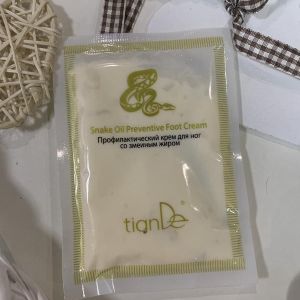 Snake Oil Preventive Foot Cream
Профилактический крем для ног
со змеиным жиром
tianDe